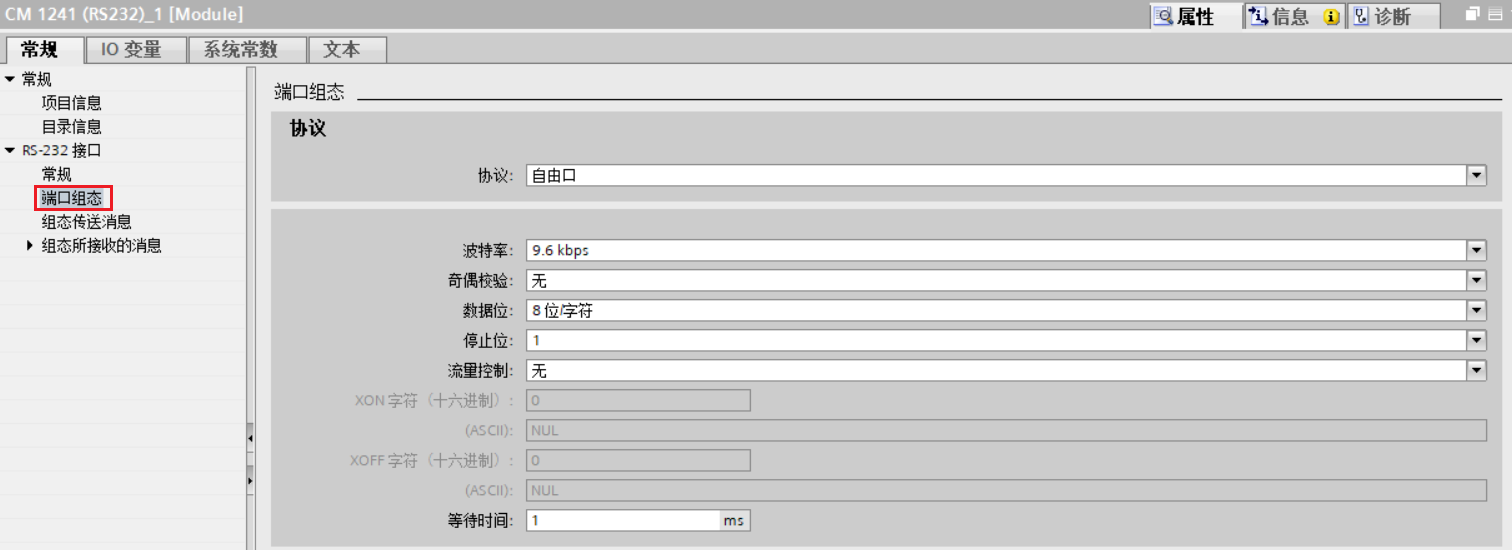 CM 1241 (RS232)_1 [Module]
属性
信息
诊断
常规
IO 变量
系统常数
文本
常规
项目信息
目录信息
RS-232 接口
常规
端口组态
组态传送消息
组态所接收的消息
端口组态
协议
协议: 自由口
波特率: 9.6 kbps
奇偶校验: 无
数据位: 8 位/字符
停止位: 1
流量控制: 无
XON 字符（十六进制）: 0
(ASCII): NUL
XOFF 字符（十六进制）: 0
(ASCII): NUL
等待时间: 1 ms